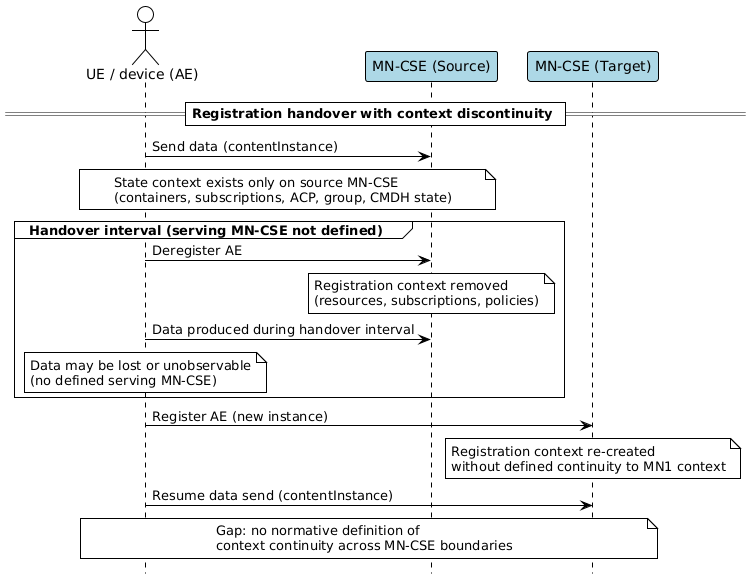 UE / device (AE)
MN-CSE (Source)
MN-CSE (Target)
Registration handover with context discontinuity
Send data (contentInstance)
State context exists only on source MN-CSE
(containers, subscriptions, ACP, group, CMDH state)
Handover interval (serving MN-CSE not defined)
Deregister AE
Registration context removed
(resources, subscriptions, policies)
Data produced during handover interval
Data may be lost or unobservable
(no defined serving MN-CSE)
Register AE (new instance)
Registration context re-created
without defined continuity to MN1 context
Resume data send (contentInstance)
Gap: no normative definition of
context continuity across MN-CSE boundaries